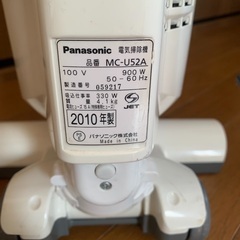 Panasonic 電気掃除機
品番 MC-U52A
100 V 900 W
50 - 60 Hz
製造番号 059217
吸込仕事率 330 W
質量 4.1 kg
2010年製
JET
パナソニック株式会社
Made in China